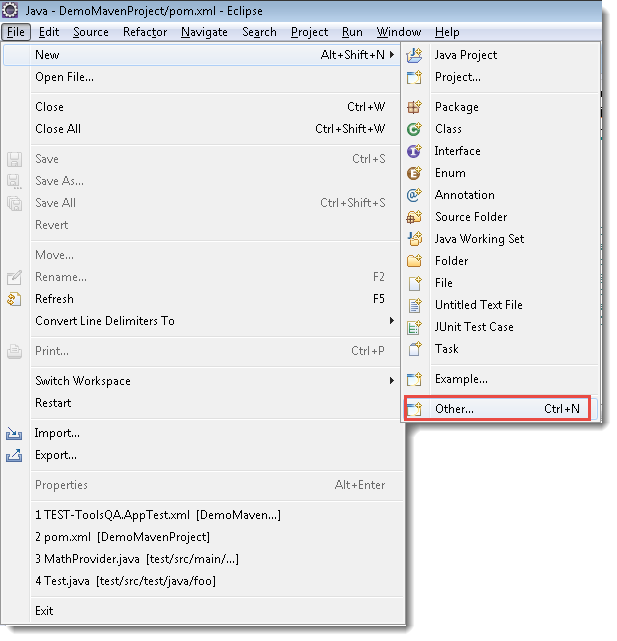 Java - DemoMavenProject/pom.xml - Eclipse
File Edit Source Refactor Navigate Search Project Run Window Help
New Alt+Shift+N
Open File...
Close Ctrl+W
Close All Ctrl+Shift+W
Save Ctrl+S
Save As...
Save All Ctrl+Shift+S
Revert
Move...
Rename... F2
Refresh F5
Convert Line Delimiters To
Print... Ctrl+P
Switch Workspace
Restart
Import...
Export...
Properties Alt+Enter
1 TEST-ToolsQA.AppTest.xml [DemoMaven...]
2 pom.xml [DemoMavenProject]
3 MathProvider.java [test/src/main/...]
4 Test.java [test/src/test/java/foo]
Exit
Java Project
Project...
Package
Class
Interface
Enum
Annotation
Source Folder
Java Working Set
Folder
File
Untitled Text File
JUnit Test Case
Task
Example...
Other... Ctrl+N